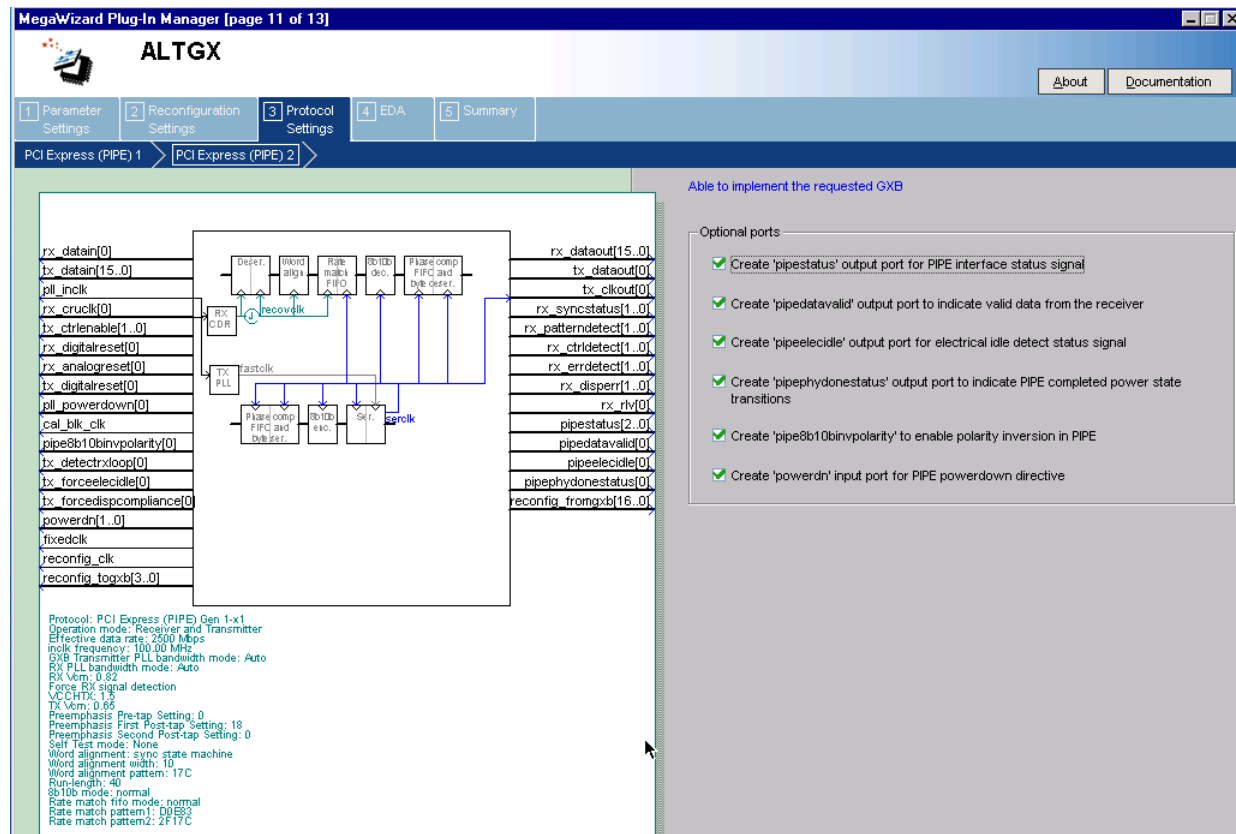 MegaWizard Plug-In Manager [page 11 of 13]
ALTGX
About
Documentation
1 Parameter Settings
2 Reconfiguration Settings
3 Protocol Settings
4 EDA
5 Summary
PCI Express (PIPE) 1
PCI Express (PIPE) 2
Able to implement the requested GXB
Optional ports
Create 'pipestatus' output port for PIPE interface status signal
Create 'pipedatavalid' output port to indicate valid data from the receiver
Create 'pipeelecidle' output port for electrical idle detect status signal
Create 'pipephydonestatus' output port to indicate PIPE completed power state
transitions
Create 'pipe8b10binvpolarity' to enable polarity inversion in PIPE
Create 'powerdn' input port for PIPE powerdown directive
rx_datain[0]
tx_datain[15..0]
pll_inclk
rx_cruclk[0]
tx_ctrlenable[1..0]
rx_digitalreset[0]
rx_analogreset[0]
tx_digitalreset[0]
pll_powerdown[0]
cal_blk_clk
pipe8b10binvpolarity[0]
tx_detectrxloop[0]
tx_forceelecidle[0]
tx_forcedispcompliance[0]
powerdn[1..0]
fixedclk
reconfig_clk
reconfig_togxb[3..0]
Deser.
Word
align
Rate
match
FIFO
8b10b
dec.
Phase comp
FIFO and
byte deser.
RX
CDR
recovclk
TX
PLL
fastclk
Phase comp
FIFO and
byte ser.
8b10b
enc.
Ser.
serclk
rx_dataout[15..0]
tx_dataout[0]
tx_clkout[0]
rx_syncstatus[1..0]
rx_patterndetect[1..0]
rx_ctrldetect[1..0]
rx_errdetect[1..0]
rx_disperr[1..0]
rx_rlv[0]
pipestatus[2..0]
pipedatavalid[0]
pipeelecidle[0]
pipephydonestatus[0]
reconfig_fromgxb[16..0]
Protocol: PCI Express (PIPE) Gen 1-x1
Operation mode: Receiver and Transmitter
Effective data rate: 2500 Mbps
inclk frequency: 100.00 MHz
GXB Transmitter PLL bandwidth mode: Auto
RX PLL bandwidth mode: Auto
RX Vcm: 0.82
Force RX signal detection
VCCHTX: 1.5
TX Vcm: 0.65
Preemphasis Pre-tap Setting: 0
Preemphasis First Post-tap Setting: 18
Preemphasis Second Post-tap Setting: 0
Self Test mode: None
Word alignment: sync state machine
Word alignment width: 10
Word alignment pattern: 17C
Run-length: 40
8b10b mode: normal
Rate match fifo mode: normal
Rate match pattern1: D0E83
Rate match pattern2: 2F17C